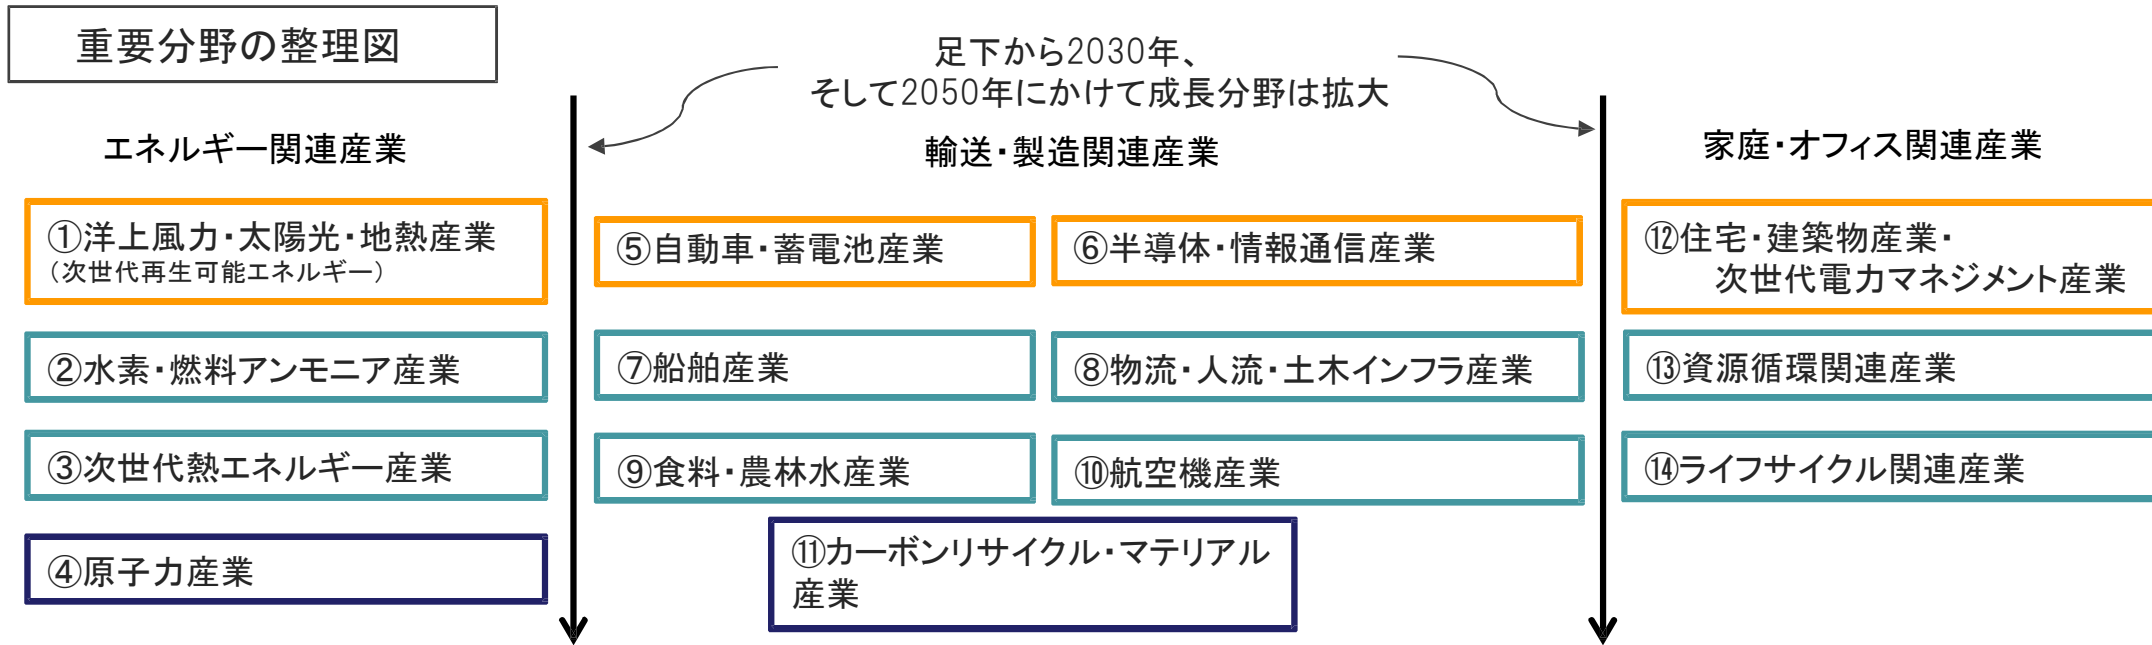 重要分野の整理図
足下から2030年、
そして2050年にかけて成長分野は拡大
エネルギー関連産業
①洋上風力・太陽光・地熱産業
（次世代再生可能エネルギー）
②水素・燃料アンモニア産業
③次世代熱エネルギー産業
④原子力産業
輸送・製造関連産業
⑤自動車・蓄電池産業
⑥半導体・情報通信産業
⑦船舶産業
⑧物流・人流・土木インフラ産業
⑨食料・農林水産業
⑩航空機産業
⑪カーボンリサイクル・マテリアル
産業
家庭・オフィス関連産業
⑫住宅・建築物産業・
次世代電力マネジメント産業
⑬資源循環関連産業
⑭ライフサイクル関連産業